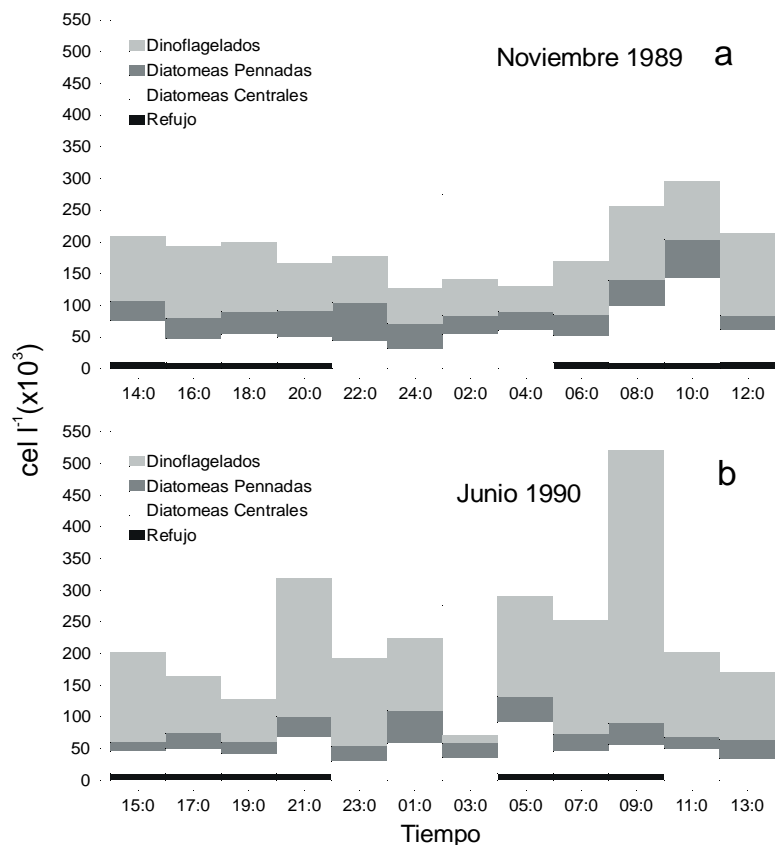 550
500
450
400
350
300
250
200
150
100
50
0
Dinoflagelados
Diatomeas Pennadas
Diatomeas Centrales
Refujo
Noviembre 1989 a
14:0 16:0 18:0 20:0 22:0 24:0 02:0 04:0 06:0 08:0 10:0 12:0
cel l⁻¹(x10³)
550
500
450
400
350
300
250
200
150
100
50
0
Dinoflagelados
Diatomeas Pennadas
Diatomeas Centrales
Refujo
Junio 1990 b
15:0 17:0 19:0 21:0 23:0 01:0 03:0 05:0 07:0 09:0 11:0 13:0
Tiempo